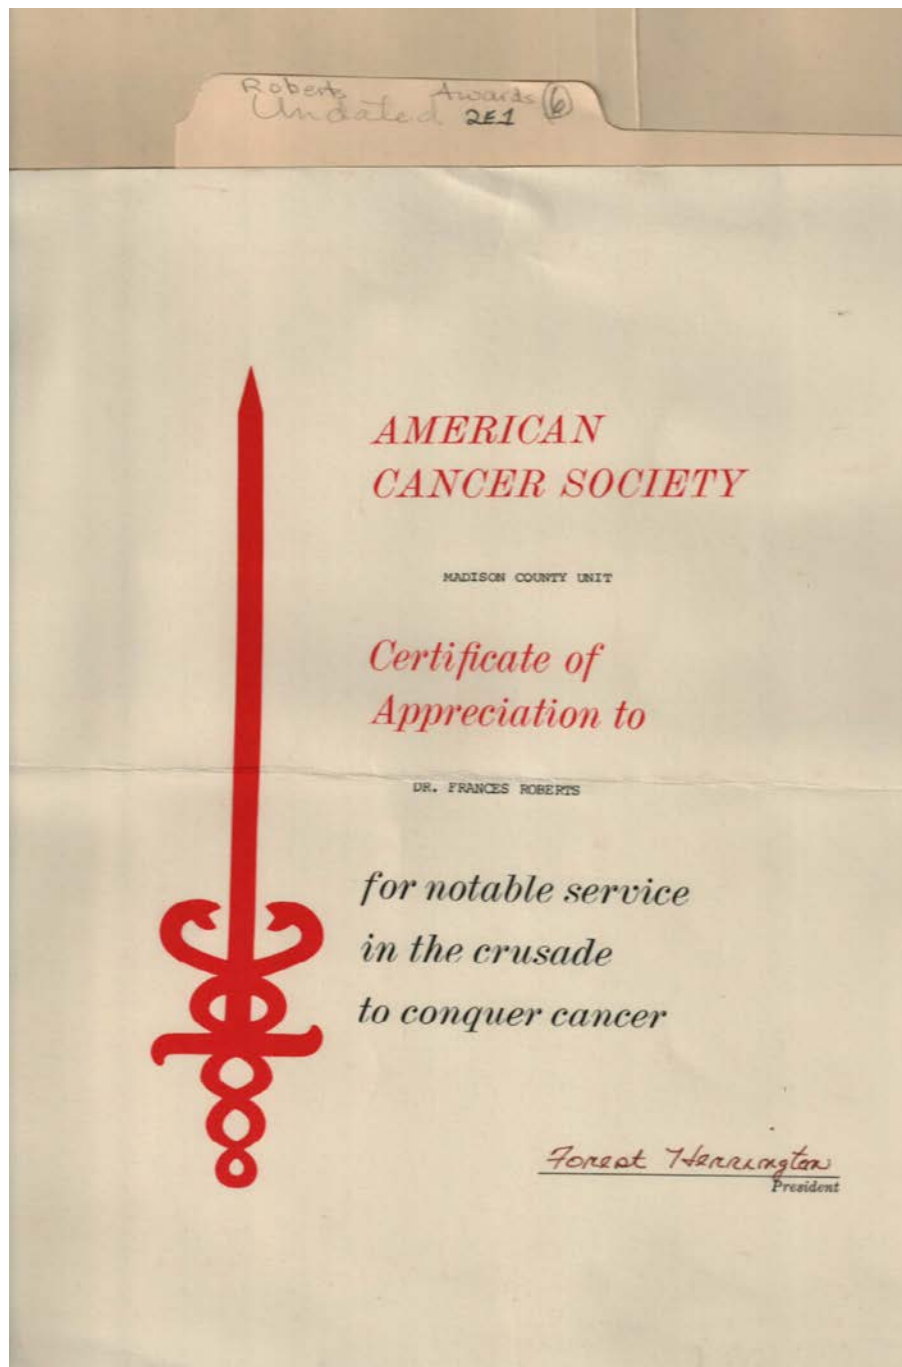 Roberts Awards 6
Undated 2E1
AMERICAN
CANCER SOCIETY
MADISON COUNTY UNIT
Certificate of
Appreciation to
DR. FRANCES ROBERTS
for notable service
in the crusade
to conquer cancer
Forest Herrington
President